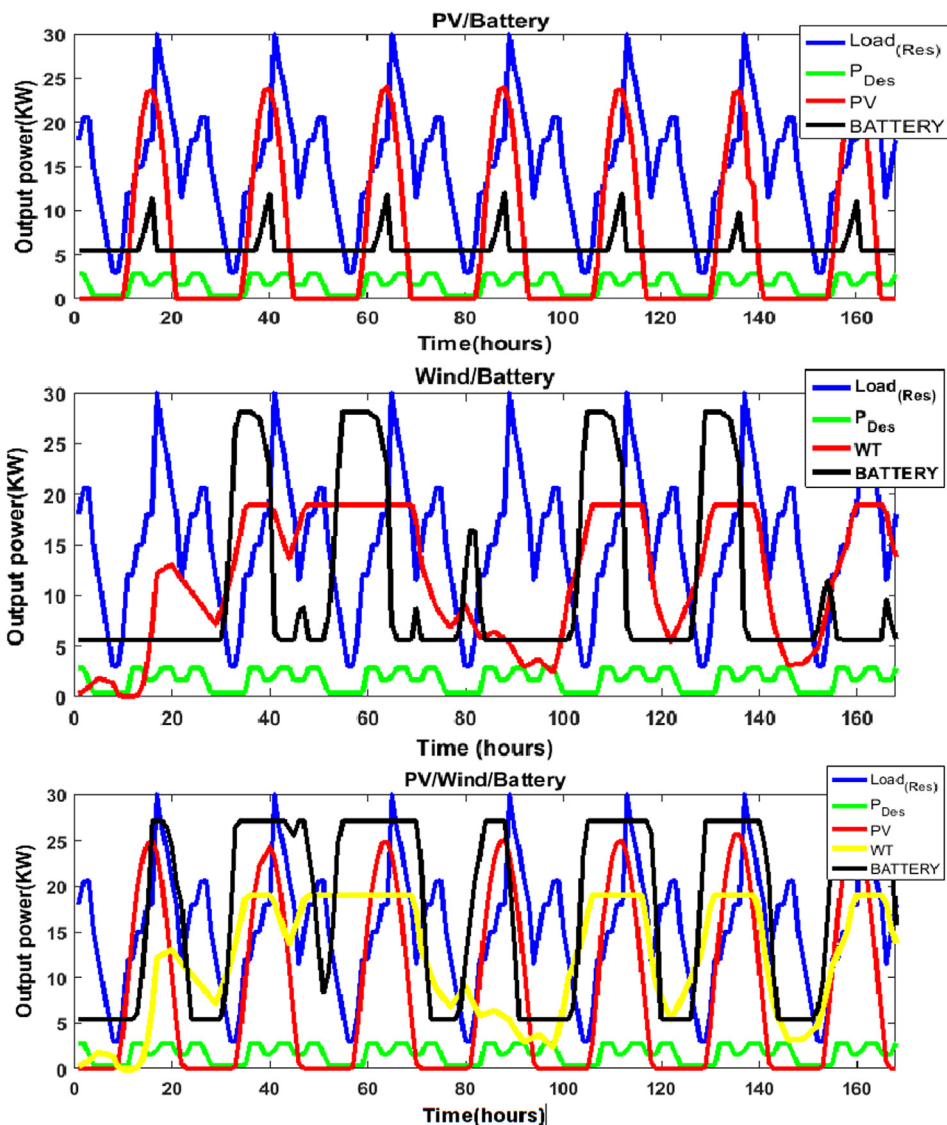 PV/Battery
30
25
20
15
10
5
0
Output power(KW)
0 20 40 60 80 100 120 140 160
Time(hours)
Load(Res)
PDes
PV
BATTERY
Wind/Battery
30
25
20
15
10
5
0
Output power(KW)
0 20 40 60 80 100 120 140 160
Time (hours)
Load(Res)
PDes
WT
BATTERY
PV/Wind/Battery
30
25
20
15
10
5
0
Output power(KW)
0 20 40 60 80 100 120 140 160
Time(hours)
Load(Res)
PDes
PV
WT
BATTERY